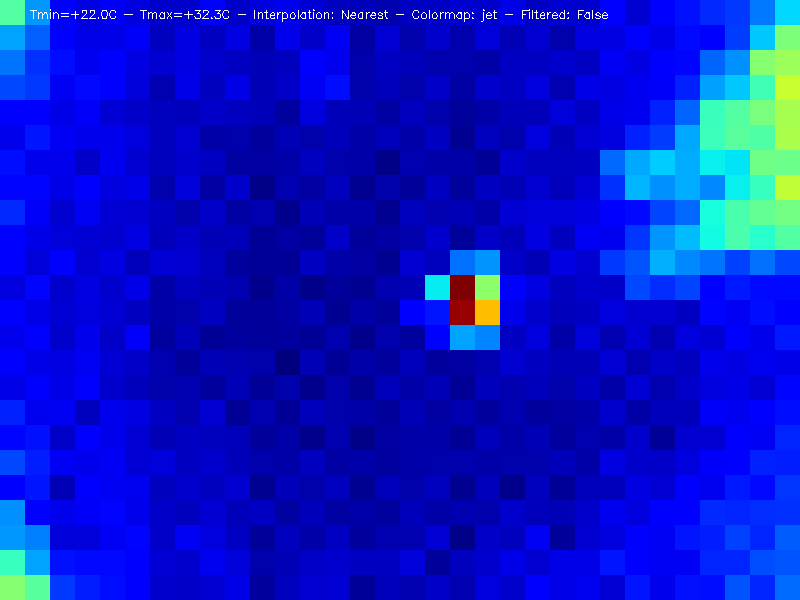 Tmin=+22.0C - Tmax=+32.3C - Interpolation: Nearest - Colormap: jet - Filtered: False